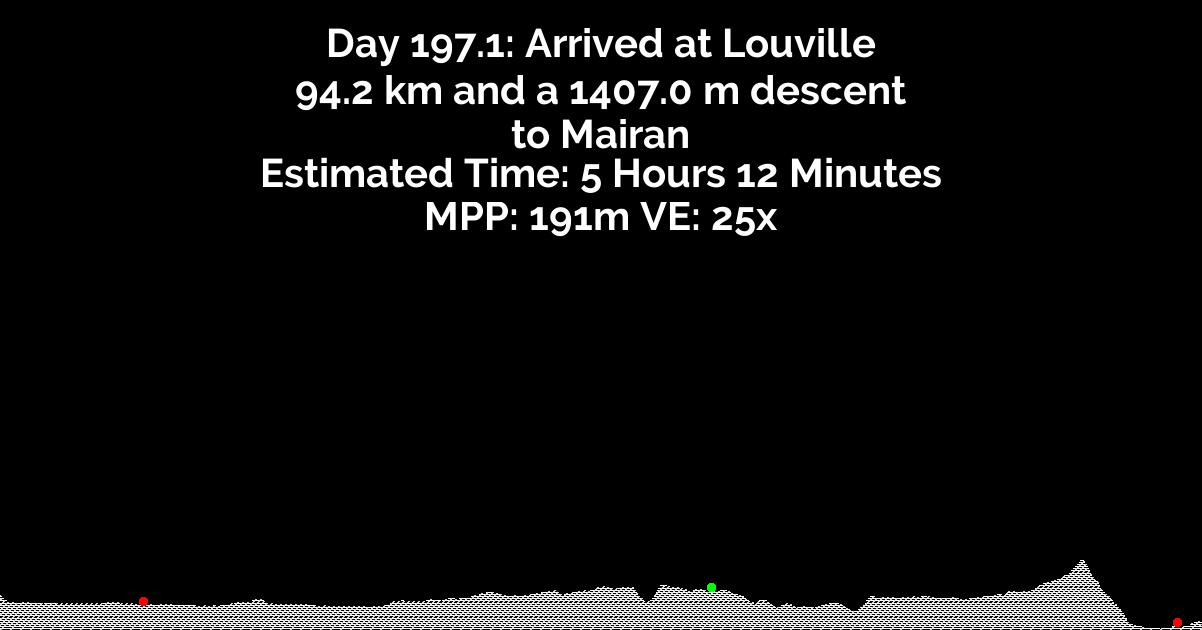 Day 197.1: Arrived at Louville
94.2 km and a 1407.0 m descent
to Mairan
Estimated Time: 5 Hours 12 Minutes
MPP: 191m VE: 25x